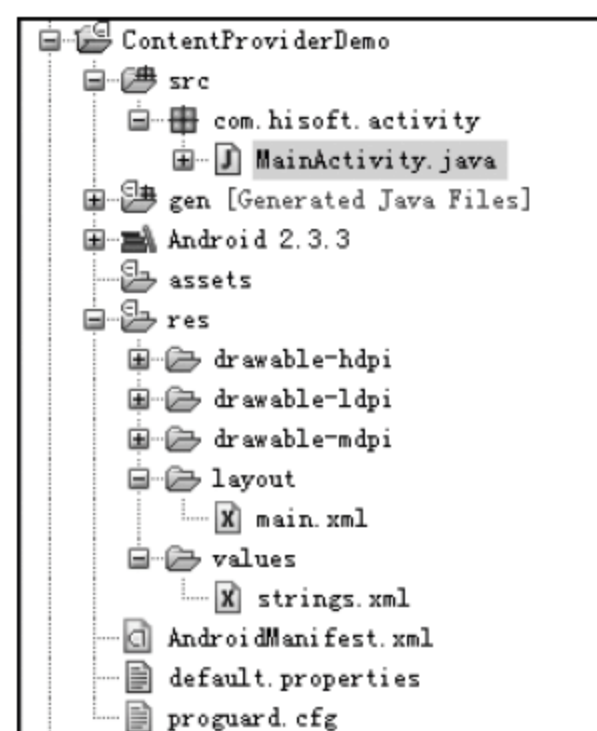 ContentProviderDemo
src
com.hisoft.activity
MainActivity.java
gen [Generated Java Files]
Android 2.3.3
assets
res
drawable-hdpi
drawable-ldpi
drawable-mdpi
layout
main.xml
values
strings.xml
AndroidManifest.xml
default.properties
proguard.cfg